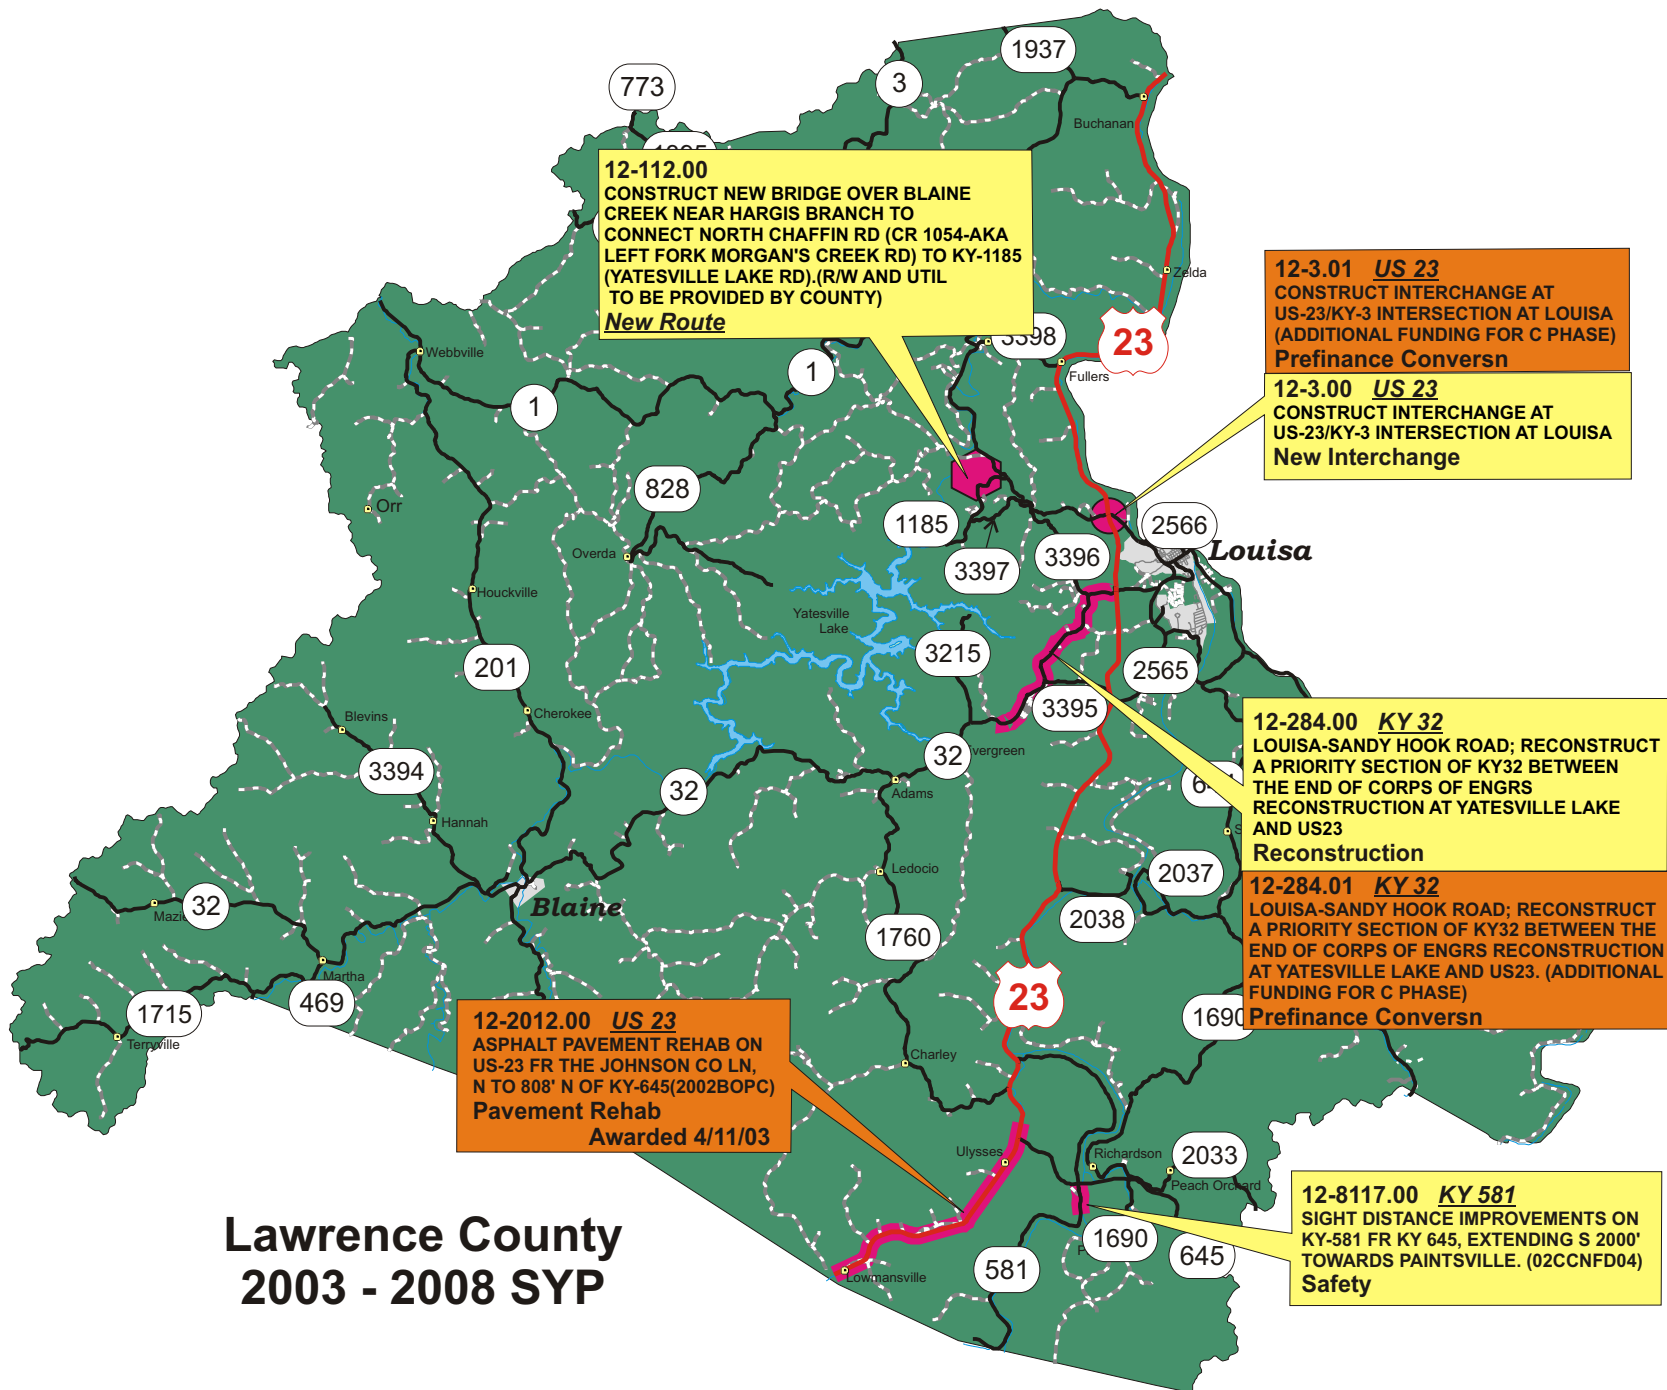 1937
3
773
Buchanan
12-112.00
CONSTRUCT NEW BRIDGE OVER BLAINE
CREEK NEAR HARGIS BRANCH TO
CONNECT NORTH CHAFFIN RD (CR 1054-AKA
LEFT FORK MORGAN'S CREEK RD) TO KY-1185
(YATESVILLE LAKE RD).(R/W AND UTIL
TO BE PROVIDED BY COUNTY)
New Route
Zelda
12-3.01 US 23
CONSTRUCT INTERCHANGE AT
US-23/KY-3 INTERSECTION AT LOUISA
(ADDITIONAL FUNDING FOR C PHASE)
Prefinance Conversn
12-3.00 US 23
CONSTRUCT INTERCHANGE AT
US-23/KY-3 INTERSECTION AT LOUISA
New Interchange
3398
23
Fullers
Webbville
1
1
828
Orr
1185
2566
Louisa
Overda
3397
3396
Houckville
Yatesville
Lake
3215
201
2565
3395
Cherokee
Blevins
32
vergreen
3394
32
Adams
12-284.00 KY 32
LOUISA-SANDY HOOK ROAD; RECONSTRUCT
A PRIORITY SECTION OF KY32 BETWEEN
THE END OF CORPS OF ENGRS
RECONSTRUCTION AT YATESVILLE LAKE
AND US23
Reconstruction
12-284.01 KY 32
LOUISA-SANDY HOOK ROAD; RECONSTRUCT
A PRIORITY SECTION OF KY32 BETWEEN THE
END OF CORPS OF ENGRS RECONSTRUCTION
AT YATESVILLE LAKE AND US23. (ADDITIONAL
FUNDING FOR C PHASE)
Prefinance Conversn
Hannah
S
Ledocio
2037
Blaine
32
Mazie
2038
1760
Martha
469
23
1715
1690
Terryville
12-2012.00 US 23
ASPHALT PAVEMENT REHAB ON
US-23 FR THE JOHNSON CO LN,
N TO 808' N OF KY-645(2002BOPC)
Pavement Rehab
Awarded 4/11/03
Charley
Ulysses
Richardson
2033
Peach Orchard
12-8117.00 KY 581
SIGHT DISTANCE IMPROVEMENTS ON
KY-581 FR KY 645, EXTENDING S 2000'
TOWARDS PAINTSVILLE. (02CCNFD04)
Safety
1690
645
581
Lowmansville
Lawrence County
2003 - 2008 SYP